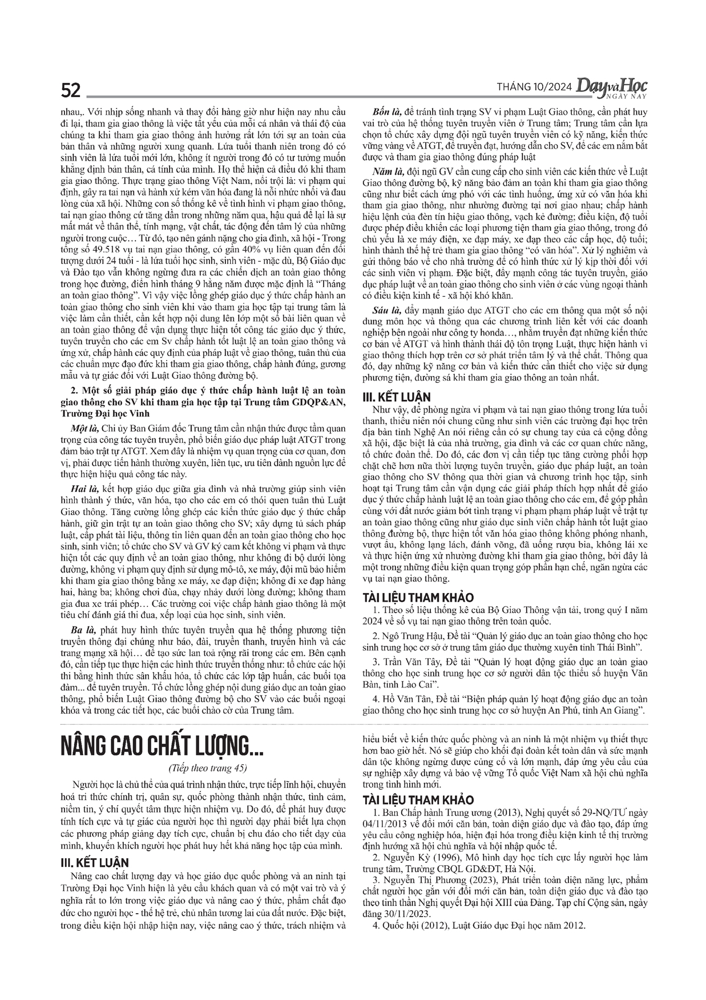 52
THÁNG 10/2024 Dạy và Học
NGÀY NAY
nhau,. Với nhịp sống nhanh và thay đổi hàng giờ như hiện nay nhu cầu
đi lại, tham gia giao thông là việc tất yếu của mỗi cá nhân và thái độ của
chúng ta khi tham gia giao thông ảnh hưởng rất lớn tới sự an toàn của
bản thân và những người xung quanh. Lứa tuổi thanh niên trong đó có
sinh viên là lứa tuổi mới lớn, không ít người trong đó có tư tưởng muốn
khẳng định bản thân, cá tính của mình. Họ thể hiện cả điều đó khi tham
gia giao thông. Thực trạng giao thông Việt Nam, nổi trội là: vi phạm qui
định, gây ra tai nạn và hành xử kém văn hóa đang là nỗi nhức nhối và đau
lòng của xã hội. Những con số thống kê về tình hình vi phạm giao thông,
tai nạn giao thông cứ tăng dần trong những năm qua, hậu quả để lại là sự
mất mát về thân thể, tính mạng, vật chất, tác động đến tâm lý của những
người trong cuộc… Từ đó, tạo nên gánh nặng cho gia đình, xã hội - Trong
tổng số 49.518 vụ tai nạn giao thông, có gần 40% vụ liên quan đến đối
tượng dưới 24 tuổi - là lứa tuổi học sinh, sinh viên - mặc dù, Bộ Giáo dục
và Đào tạo vẫn không ngừng đưa ra các chiến dịch an toàn giao thông
trong học đường, điển hình tháng 9 hằng năm được mặc định là “Tháng
an toàn giao thông”. Vì vậy việc lồng ghép giáo dục ý thức chấp hành an
toàn giao thông cho sinh viên khi vào tham gia học tập tại trung tâm là
việc làm cần thiết, cần kết hợp nội dung lên lớp một số bài liên quan về
an toàn giao thông để vận dụng thực hiện tốt công tác giáo dục ý thức,
tuyên truyền cho các em Sv chấp hành tốt luật lệ an toàn giao thông và
ứng xử, chấp hành các quy định của pháp luật về giao thông, tuân thủ của
các chuẩn mực đạo đức khi tham gia giao thông, chấp hành đúng, gương
mẫu và tự giác đối với Luật Giao thông đường bộ.
2. Một số giải pháp giáo dục ý thức chấp hành luật lệ an toàn
giao thông cho SV khi tham gia học tập tại Trung tâm GDQP&AN,
Trường Đại học Vinh
Một là, Chi ủy Ban Giám đốc Trung tâm cần nhận thức được tầm quan
trọng của công tác tuyên truyền, phổ biến giáo dục pháp luật ATGT trong
đảm bảo trật tự ATGT. Xem đây là nhiệm vụ quan trọng của cơ quan, đơn
vị, phải được tiến hành thường xuyên, liên tục, ưu tiên dành nguồn lực để
thực hiện hiệu quả công tác này.
Hai là, kết hợp giáo dục giữa gia đình và nhà trường giúp sinh viên
hình thành ý thức, văn hóa, tạo cho các em có thói quen tuân thủ Luật
Giao thông. Tăng cường lồng ghép các kiến thức giáo dục ý thức chấp
hành, giữ gìn trật tự an toàn giao thông cho SV; xây dựng tủ sách pháp
luật, cấp phát tài liệu, thông tin liên quan đến an toàn giao thông cho học
sinh, sinh viên; tổ chức cho SV và GV ký cam kết không vi phạm và thực
hiện tốt các quy định về an toàn giao thông, như không đi bộ dưới lòng
đường, không vi phạm quy định sử dụng mô-tô, xe máy, đội mũ bảo hiểm
khi tham gia giao thông bằng xe máy, xe đạp điện; không đi xe đạp hàng
hai, hàng ba; không chơi đùa, chạy nhảy dưới lòng đường; không tham
gia đua xe trái phép… Các trường coi việc chấp hành giao thông là một
tiêu chí đánh giá thi đua, xếp loại của học sinh, sinh viên.
Ba là, phát huy hình thức tuyên truyền qua hệ thống phương tiện
truyền thông đại chúng như báo, đài, truyền thanh, truyền hình và các
trang mạng xã hội… để tạo sức lan toả rộng rãi trong các em. Bên cạnh
đó, cần tiếp tục thực hiện các hình thức truyền thống như: tổ chức các hội
thi bằng hình thức sân khấu hóa, tổ chức các lớp tập huấn, các buổi tọa
đàm... để tuyên truyền. Tổ chức lồng ghép nội dung giáo dục an toàn giao
thông, phổ biến Luật Giao thông đường bộ cho SV vào các buổi ngoại
khóa và trong các tiết học, các buổi chào cờ của Trung tâm.
Bốn là, để tránh tình trạng SV vi phạm Luật Giao thông, cần phát huy
vai trò của hệ thống tuyên truyền viên ở Trung tâm; Trung tâm cần lựa
chọn tổ chức xây dựng đội ngũ tuyên truyền viên có kỹ năng, kiến thức
vững vàng về ATGT, để truyền đạt, hướng dẫn cho SV, để các em nắm bắt
được và tham gia giao thông đúng pháp luật
Năm là, đội ngũ GV cần cung cấp cho sinh viên các kiến thức về Luật
Giao thông đường bộ, kỹ năng bảo đảm an toàn khi tham gia giao thông
cũng như biết cách ứng phó với các tình huống, ứng xử có văn hóa khi
tham gia giao thông, như nhường đường tại nơi giao nhau; chấp hành
hiệu lệnh của đèn tín hiệu giao thông, vạch kẻ đường; điều kiện, độ tuổi
được phép điều khiển các loại phương tiện tham gia giao thông, trong đó
chủ yếu là xe máy điện, xe đạp máy, xe đạp theo các cấp học, độ tuổi;
hình thành thế hệ trẻ tham gia giao thông “có văn hóa”. Xử lý nghiêm và
gửi thông báo về cho nhà trường để có hình thức xử lý kịp thời đối với
các sinh viên vi phạm. Đặc biệt, đẩy mạnh công tác tuyên truyền, giáo
dục pháp luật về an toàn giao thông cho sinh viên ở các vùng ngoại thành
có điều kiện kinh tế - xã hội khó khăn.
Sáu là, đẩy mạnh giáo dục ATGT cho các em thông qua một số nội
dung môn học và thông qua các chương trình liên kết với các doanh
nghiệp bên ngoài như công ty honda…, nhằm truyền đạt những kiến thức
cơ bản về ATGT và hình thành thái độ tôn trọng Luật, thực hiện hành vi
giao thông thích hợp trên cơ sở phát triển tâm lý và thể chất. Thông qua
đó, dạy những kỹ năng cơ bản và kiến thức cần thiết cho việc sử dụng
phương tiện, đường sá khi tham gia giao thông an toàn nhất.
III. KẾT LUẬN
Như vậy, để phòng ngừa vi phạm và tai nạn giao thông trong lứa tuổi
thanh, thiếu niên nói chung cũng như sinh viên các trường đại học trên
địa bàn tỉnh Nghệ An nói riêng cần có sự chung tay của cả cộng đồng
xã hội, đặc biệt là của nhà trường, gia đình và các cơ quan chức năng,
tổ chức đoàn thể. Do đó, các đơn vị cần tiếp tục tăng cường phối hợp
chặt chẽ hơn nữa thời lượng tuyên truyền, giáo dục pháp luật, an toàn
giao thông cho SV thông qua thời gian và chương trình học tập, sinh
hoạt tại Trung tâm cần vận dụng các giải pháp thích hợp nhất để giáo
dục ý thức chấp hành luật lệ an toàn giao thông cho các em, để góp phần
cùng với đất nước giảm bớt tình trạng vi phạm phạm pháp luật về trật tự
an toàn giao thông cũng như giáo dục sinh viên chấp hành tốt luật giao
thông đường bộ, thực hiện tốt văn hóa giao thông không phóng nhanh,
vượt ẩu, không lạng lách, đánh võng, đã uống rượu bia, không lái xe
và thực hiện ứng xử nhường đường khi tham gia giao thông, bởi đây là
một trong những điều kiện quan trọng góp phần hạn chế, ngăn ngừa các
vụ tai nạn giao thông.
TÀI LIỆU THAM KHẢO
1. Theo số liệu thống kê của Bộ Giao Thông vận tải, trong quý I năm
2024 về số vụ tai nạn giao thông trên toàn quốc.
2. Ngô Trung Hậu, Đề tài “Quản lý giáo dục an toàn giao thông cho học
sinh trung học cơ sở ở trung tâm giáo dục thường xuyên tỉnh Thái Bình”.
3. Trần Văn Tây, Đề tài “Quản lý hoạt động giáo dục an toàn giao
thông cho học sinh trung học cơ sở người dân tộc thiểu số huyện Văn
Bàn, tỉnh Lào Cai”.
4. Hồ Văn Tân, Đề tài “Biện pháp quản lý hoạt động giáo dục an toàn
giao thông cho học sinh trung học cơ sở huyện An Phú, tỉnh An Giang”.
NÂNG CAO CHẤT LƯỢNG...
(Tiếp theo trang 45)
Người học là chủ thể của quá trình nhận thức, trực tiếp lĩnh hội, chuyển
hoá tri thức chính trị, quân sự, quốc phòng thành nhận thức, tình cảm,
niềm tin, ý chí quyết tâm thực hiện nhiệm vụ. Do đó, để phát huy được
tính tích cực và tự giác của người học thì người dạy phải biết lựa chọn
các phương pháp giảng dạy tích cực, chuẩn bị chu đáo cho tiết dạy của
mình, khuyến khích người học phát huy hết khả năng học tập của mình.
III. KẾT LUẬN
Nâng cao chất lượng dạy và học giáo dục quốc phòng và an ninh tại
Trường Đại học Vinh hiện là yêu cầu khách quan và có một vai trò và ý
nghĩa rất to lớn trong việc giáo dục và nâng cao ý thức, phẩm chất đạo
đức cho người học - thế hệ trẻ, chủ nhân tương lai của đất nước. Đặc biệt,
trong điều kiện hội nhập hiện nay, việc nâng cao ý thức, trách nhiệm và
hiểu biết về kiến thức quốc phòng và an ninh là một nhiệm vụ thiết thực
hơn bao giờ hết. Nó sẽ giúp cho khối đại đoàn kết toàn dân và sức mạnh
dân tộc không ngừng được củng cố và lớn mạnh, đáp ứng yêu cầu của
sự nghiệp xây dựng và bảo vệ vững Tổ quốc Việt Nam xã hội chủ nghĩa
trong tình hình mới.
TÀI LIỆU THAM KHẢO
1. Ban Chấp hành Trung ương (2013), Nghị quyết số 29-NQ/TƯ ngày
04/11/2013 về đổi mới căn bản, toàn diện giáo dục và đào tạo, đáp ứng
yêu cầu công nghiệp hóa, hiện đại hóa trong điều kiện kinh tế thị trường
định hướng xã hội chủ nghĩa và hội nhập quốc tế.
2. Nguyễn Kỳ (1996), Mô hình dạy học tích cực lấy người học làm
trung tâm, Trường CBQL GD&ĐT, Hà Nội.
3. Nguyễn Thị Phương (2023), Phát triển toàn diện năng lực, phẩm
chất người học gắn với đổi mới căn bản, toàn diện giáo dục và đào tạo
theo tinh thần Nghị quyết Đại hội XIII của Đảng, Tạp chí Cộng sản, ngày
đăng 30/11/2023.
4. Quốc hội (2012), Luật Giáo dục Đại học năm 2012.